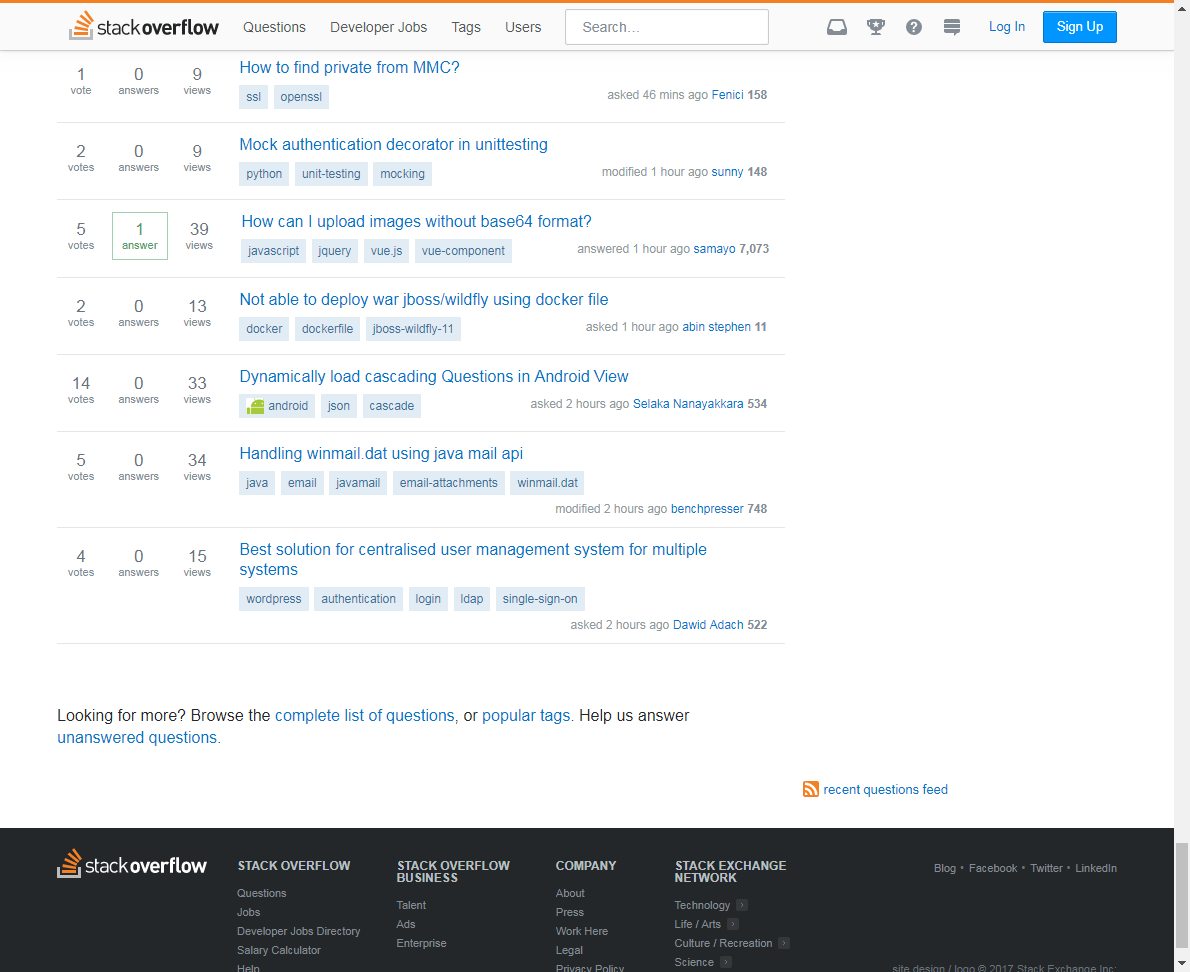 stackoverflow Questions Developer Jobs Tags Users Search... Log In Sign Up
How to find private from MMC?
1 0 9
vote answers views
ssl openssl
asked 46 mins ago Fenici 158
Mock authentication decorator in unittesting
2 0 9
votes answers views
python unit-testing mocking
modified 1 hour ago sunny 148
How can I upload images without base64 format?
5 1 39
votes answer views
javascript jquery vue.js vue-component
answered 1 hour ago samayo 7,073
Not able to deploy war jboss/wildfly using docker file
2 0 13
votes answers views
docker dockerfile jboss-wildfly-11
asked 1 hour ago abin stephen 11
Dynamically load cascading Questions in Android View
14 0 33
votes answers views
android json cascade
asked 2 hours ago Selaka Nanayakkara 534
Handling winmail.dat using java mail api
5 0 34
votes answers views
java email javamail email-attachments winmail.dat
modified 2 hours ago benchpresser 748
Best solution for centralised user management system for multiple
systems
4 0 15
votes answers views
wordpress authentication login ldap single-sign-on
asked 2 hours ago Dawid Adach 522
Looking for more? Browse the complete list of questions, or popular tags. Help us answer
unanswered questions.
recent questions feed
stackoverflow
STACK OVERFLOW
Questions
Jobs
Developer Jobs Directory
Salary Calculator
Help
STACK OVERFLOW
BUSINESS
Talent
Ads
Enterprise
COMPANY
About
Press
Work Here
Legal
Privacy Policy
STACK EXCHANGE
NETWORK
Technology
Life / Arts
Culture / Recreation
Science
Blog • Facebook • Twitter • LinkedIn
site design / logo © 2017 Stack Exchange Inc;